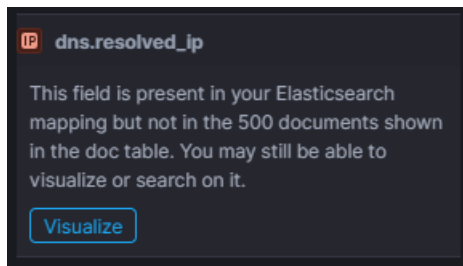 IP dns.resolved_ip
This field is present in your Elasticsearch
mapping but not in the 500 documents shown
in the doc table. You may still be able to
visualize or search on it.
Visualize